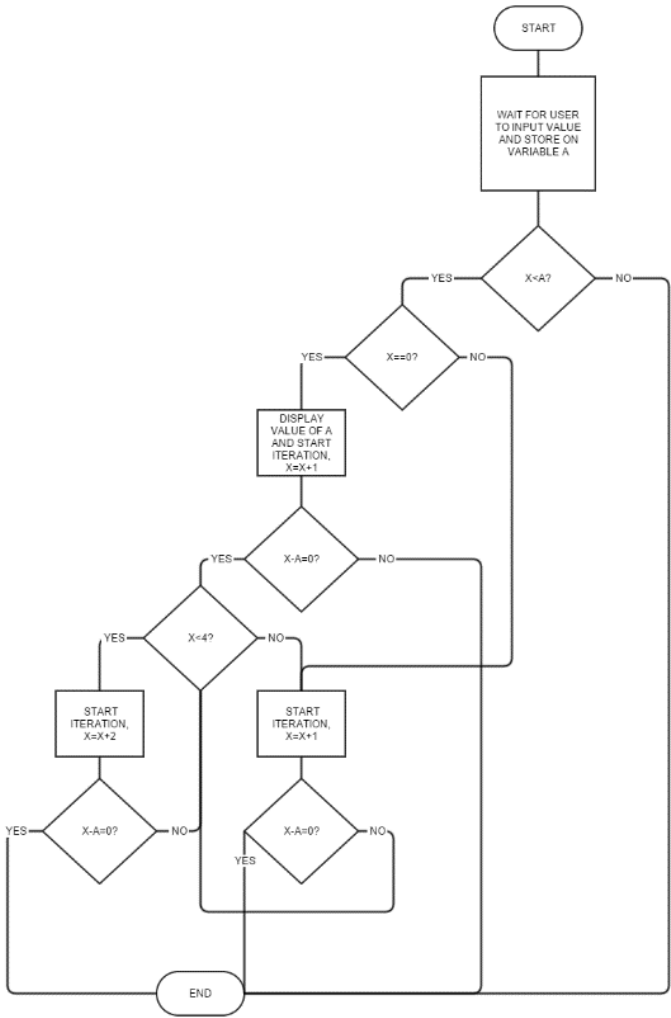 START
WAIT FOR USER
TO INPUT VALUE
AND STORE ON
VARIABLE A
X<A?
YES
NO
X==0?
YES
NO
DISPLAY
VALUE OF A
AND START
ITERATION,
X=X+1
X-A=0?
YES
NO
X<4?
YES
NO
START
ITERATION,
X=X+2
START
ITERATION,
X=X+1
X-A=0?
YES
NO
X-A=0?
YES
NO
END